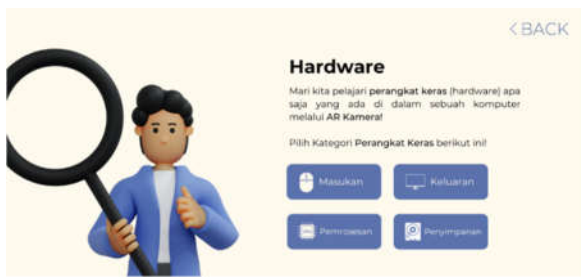 < BACK
Hardware
Mari kita pelajari perangkat keras (hardware) apa
saja yang ada di dalam sebuah komputer
melalui AR Kamera!
Pilih Kategori Perangkat Keras berikut ini!
Masukan
Keluaran
Pemrosesan
Penyimpanan